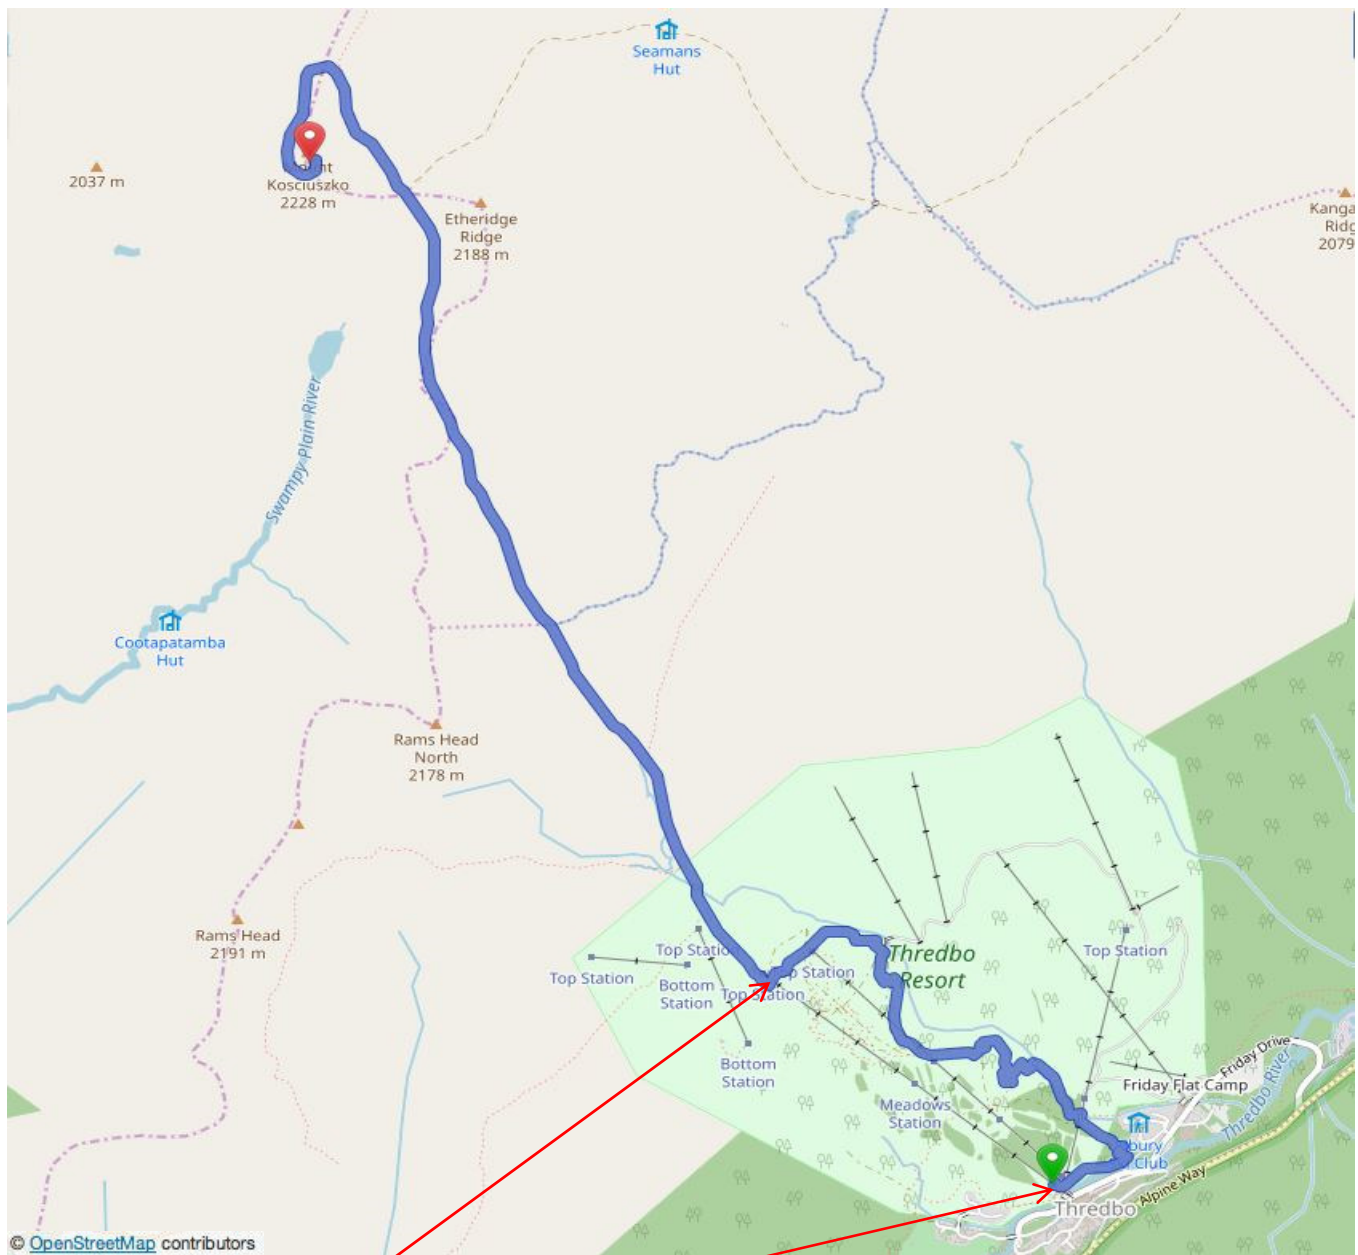 Seamans
Hut
2037 m
Kosciuszko
2228 m
Etheridge
Ridge
2188 m
2079
Swampy Plain River
Cootapatamba
Hut
Rams Head
North
2178 m
Rams Head
2191 m
Top Station
Top Station
Bottom
Station
Top Station
Top Station
Thredbo
Resort
Top Station
Bottom
Station
Meadows
Station
Friday Flat Camp
Friday Drive
Thredbo River
Club
Alpine Way
Thredbo
© OpenStreetMap contributors